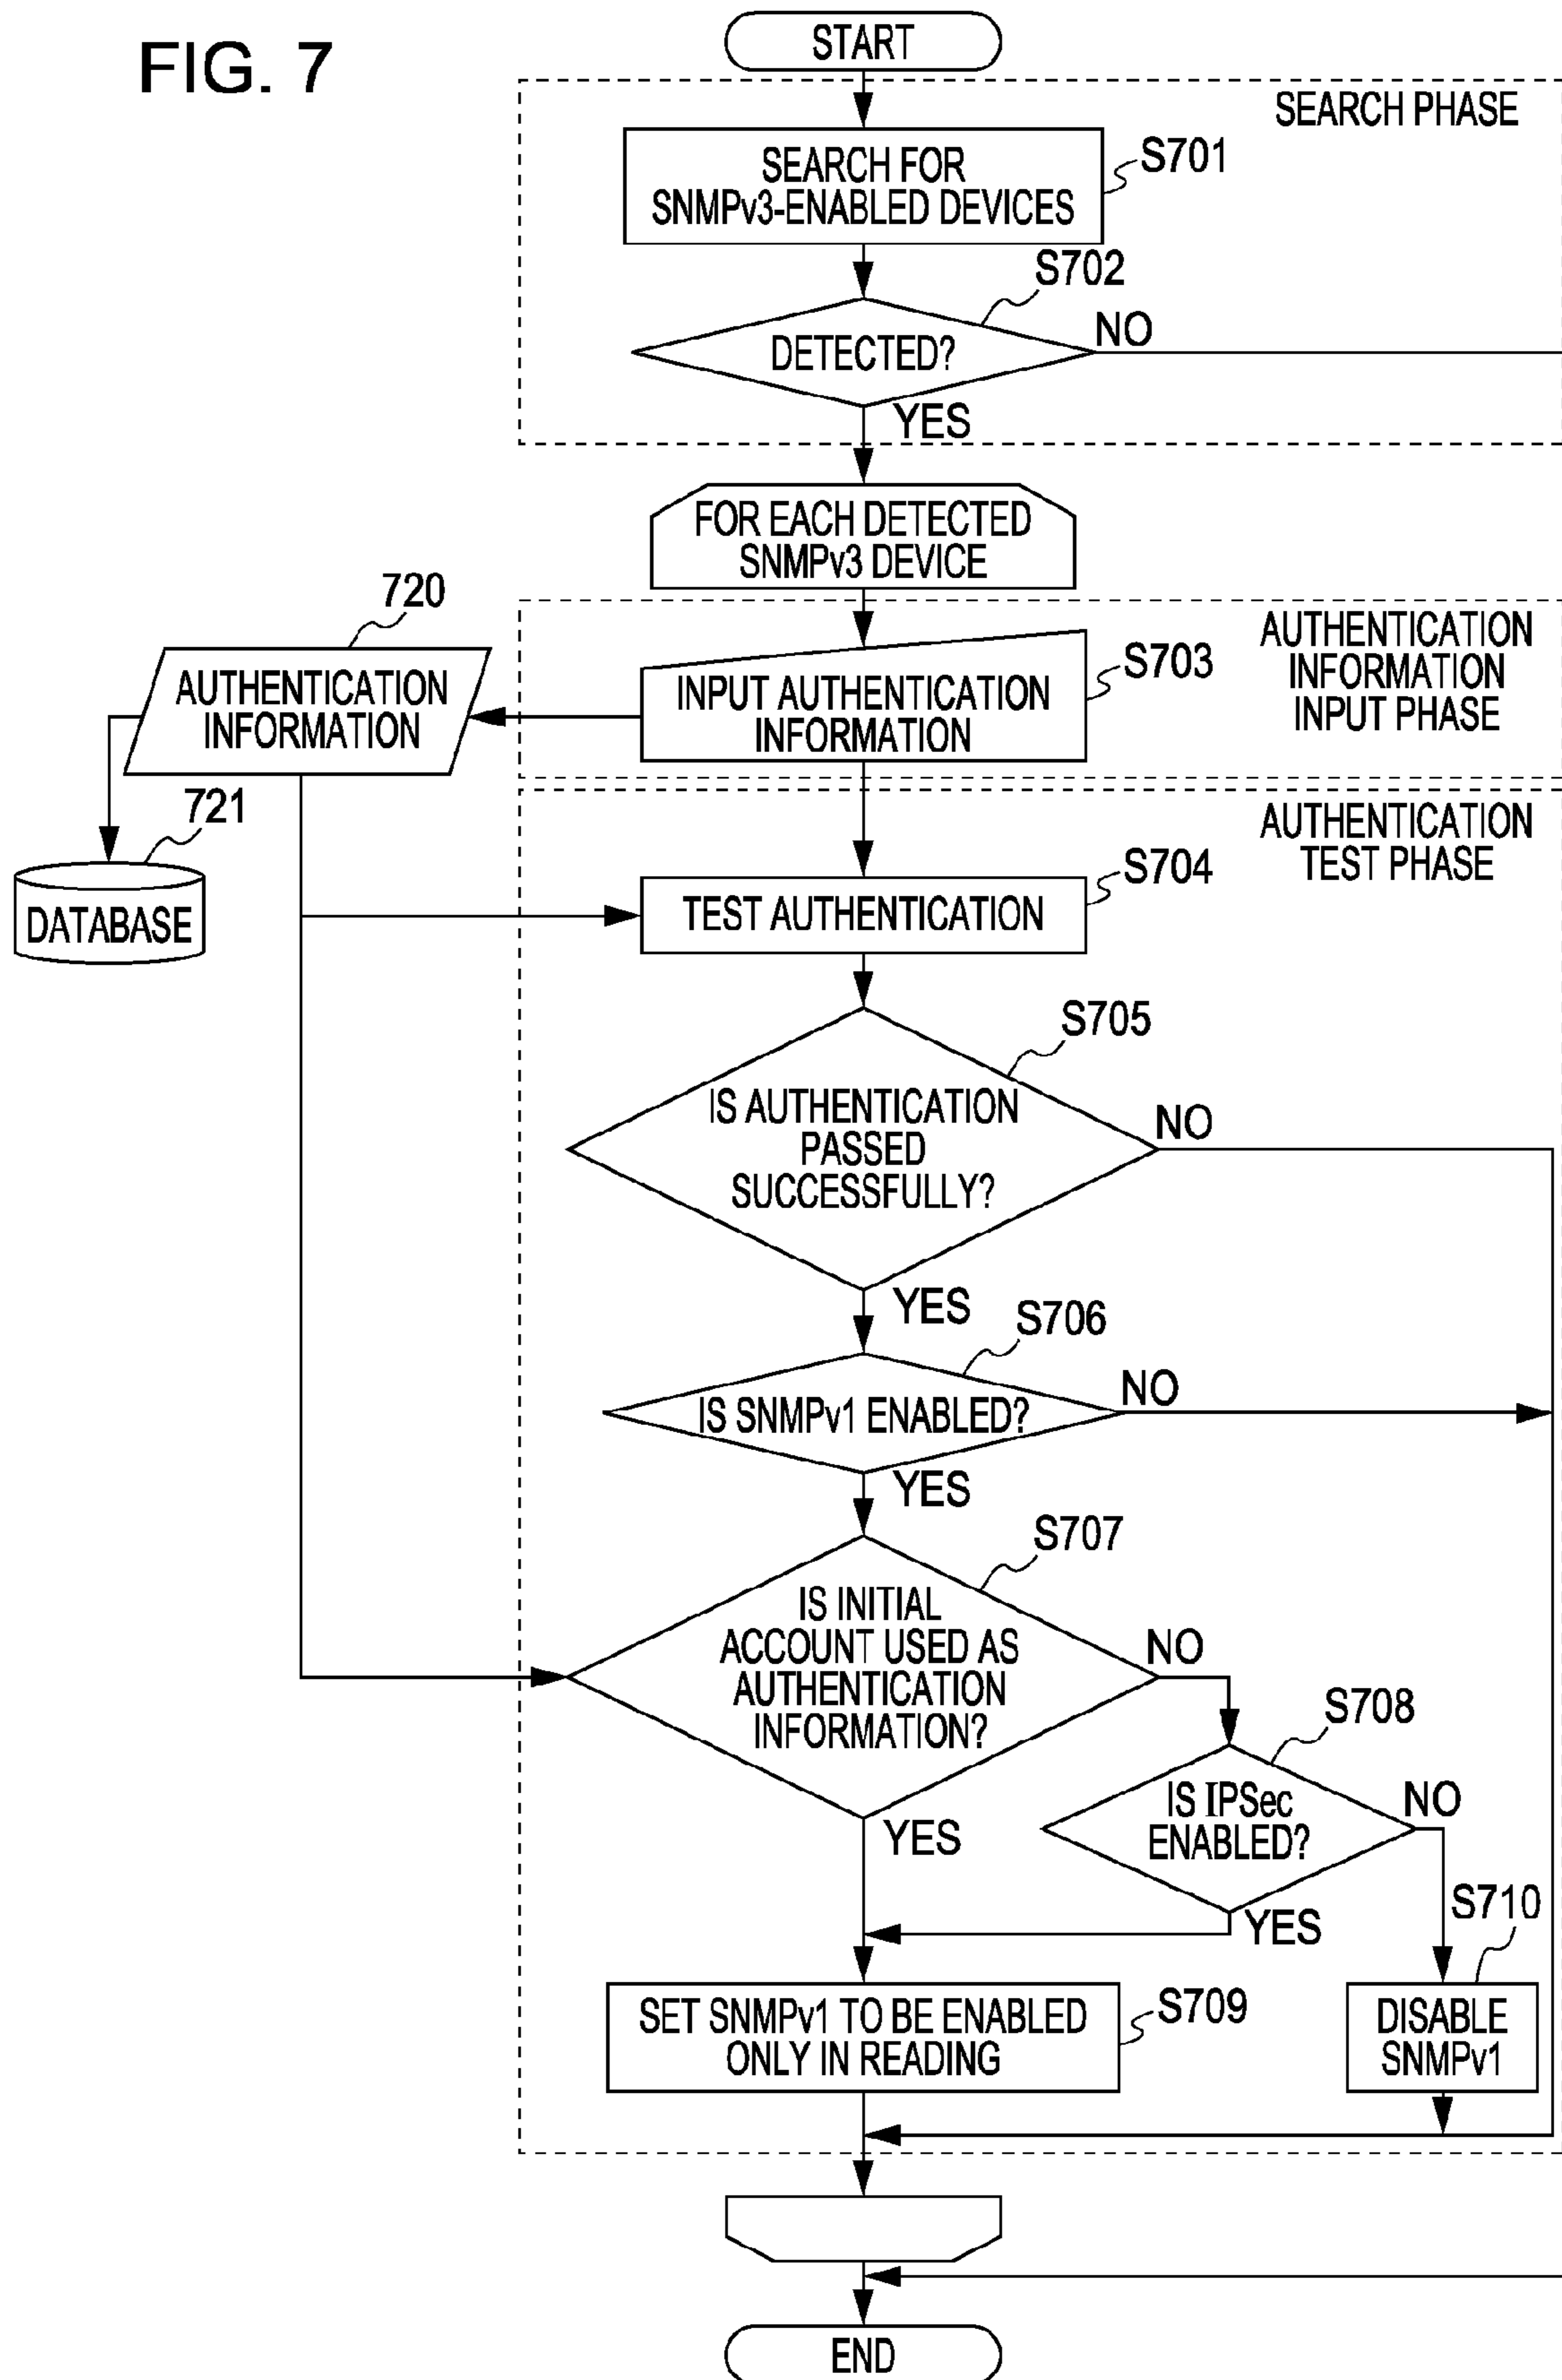 FIG. 7
START
SEARCH PHASE
SEARCH FOR
SNMPv3-ENABLED DEVICES
S701
S702
DETECTED?
NO
YES
FOR EACH DETECTED
SNMPv3 DEVICE
720
AUTHENTICATION
INFORMATION
INPUT AUTHENTICATION
INFORMATION
S703
AUTHENTICATION
INFORMATION
INPUT PHASE
721
DATABASE
AUTHENTICATION
TEST PHASE
S704
TEST AUTHENTICATION
S705
IS AUTHENTICATION
PASSED
SUCCESSFULLY?
NO
YES
S706
IS SNMPv1 ENABLED?
NO
YES
S707
IS INITIAL
ACCOUNT USED AS
AUTHENTICATION
INFORMATION?
NO
YES
S708
IS IPSec
ENABLED?
NO
YES
S710
SET SNMPv1 TO BE ENABLED
ONLY IN READING
S709
DISABLE
SNMPv1
END